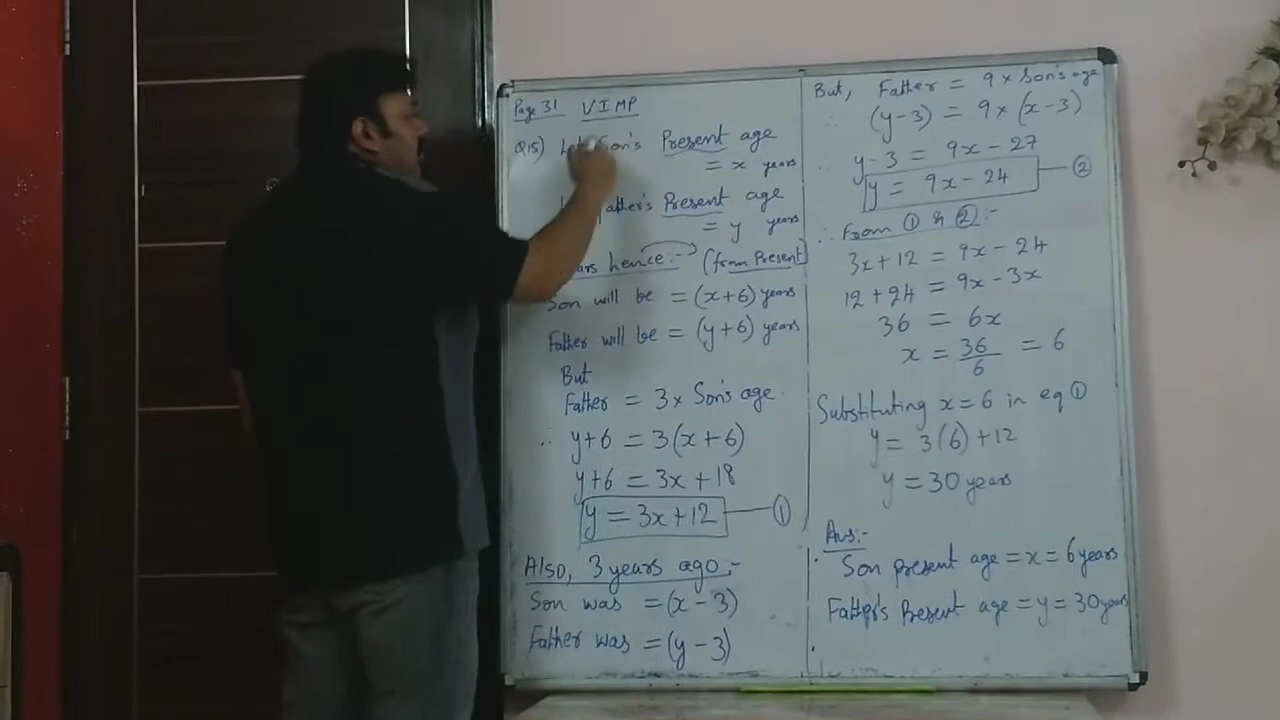 Page 31 VIMP
Q15) Let Son's Present age
= x years
Father's Present age
= y years
hence :- (from Present)
Son will be = (x+6) years
Father will be = (y+6) years
But
Father = 3 x Son's age
∴ y+6 = 3(x+6)
y+6 = 3x+18
y = 3x+12 — ①
Also, 3 years ago :-
Son was = (x-3)
Father was = (y-3)
But, Father = 9 x Son's age
∴ (y-3) = 9x(x-3)
∴ y-3 = 9x-27
y = 9x-24 — ②
∴ From ① & ② :-
3x+12 = 9x-24
12+24 = 9x-3x
36 = 6x
x = 36/6 = 6
Substituting x=6 in eq ①
y = 3(6)+12
y = 30 years
Ans:-
Son present age = x = 6 years
Father's Present age = y = 30 years